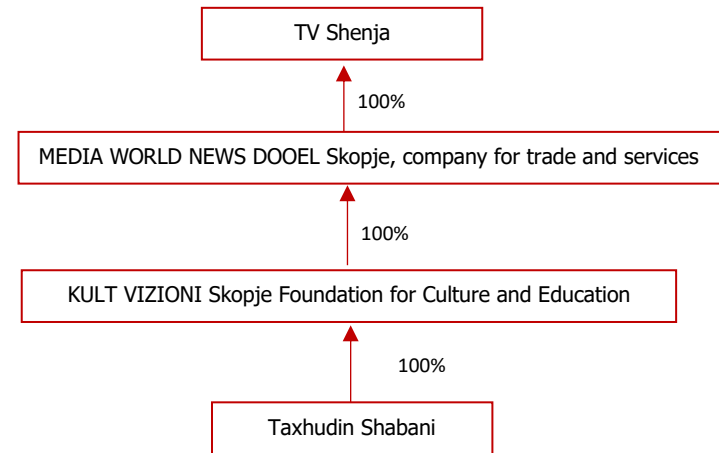 TV Shenja
100%
MEDIA WORLD NEWS DOOEL Skopje, company for trade and services
100%
KULT VIZIONI Skopje Foundation for Culture and Education
100%
Taxhudin Shabani